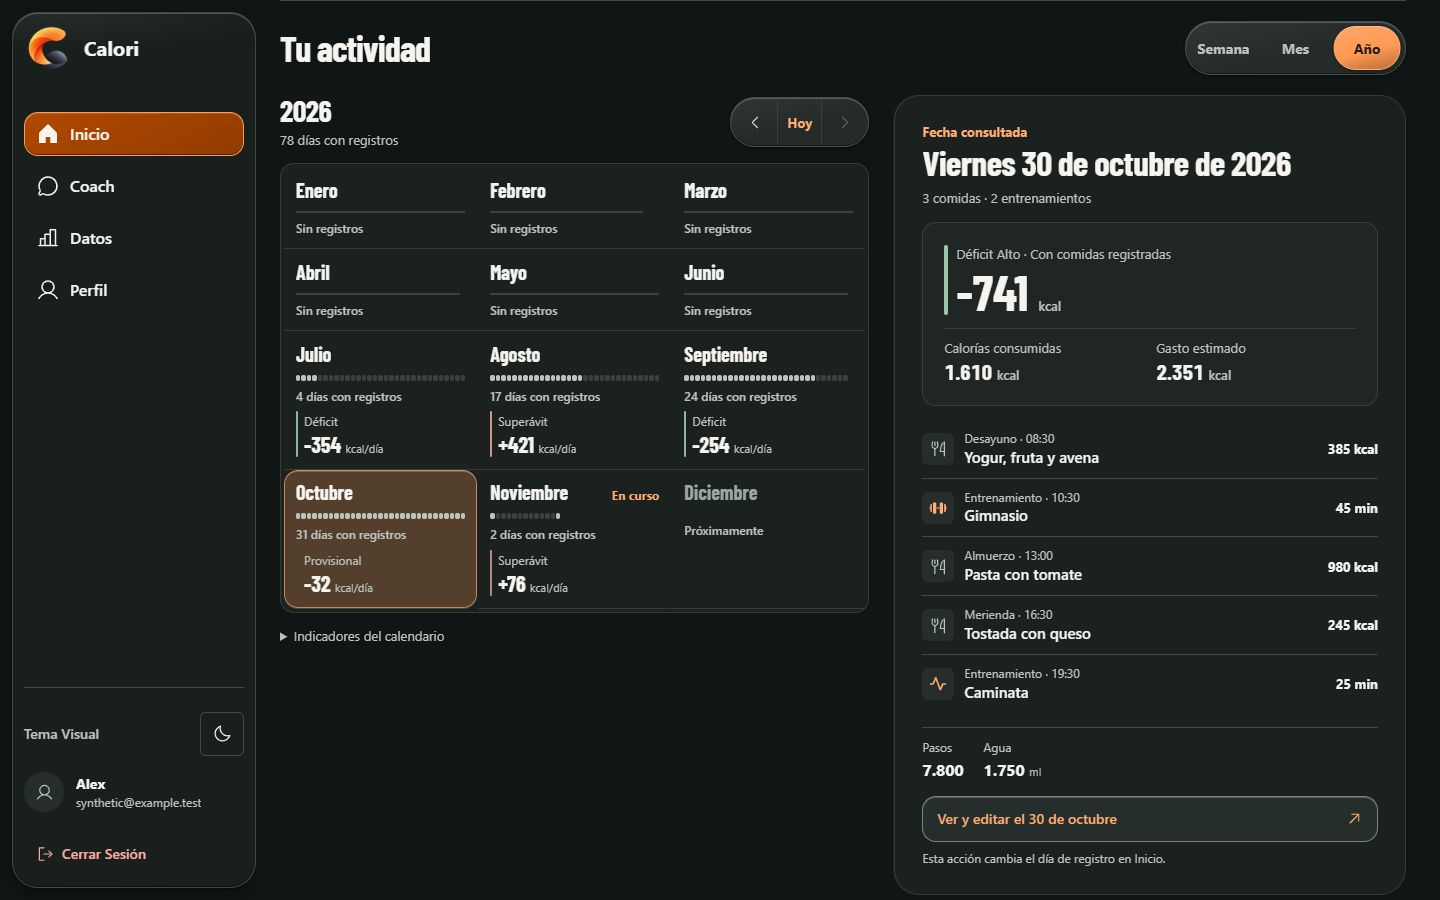 Calori
Inicio
Coach
Datos
Perfil
Tema Visual
Alex
synthetic@example.test
Cerrar Sesión
Tu actividad
Semana
Mes
Año
2026
78 días con registros
Hoy
Enero
Sin registros
Febrero
Sin registros
Marzo
Sin registros
Abril
Sin registros
Mayo
Sin registros
Junio
Sin registros
Julio
4 días con registros
Déficit
-354 kcal/día
Agosto
17 días con registros
Superávit
+421 kcal/día
Septiembre
24 días con registros
Déficit
-254 kcal/día
Octubre
31 días con registros
Provisional
-32 kcal/día
Noviembre
En curso
2 días con registros
Superávit
+76 kcal/día
Diciembre
Próximamente
Indicadores del calendario
Fecha consultada
Viernes 30 de octubre de 2026
3 comidas · 2 entrenamientos
Déficit Alto · Con comidas registradas
-741 kcal
Calorías consumidas
1.610 kcal
Gasto estimado
2.351 kcal
Desayuno · 08:30
Yogur, fruta y avena
385 kcal
Entrenamiento · 10:30
Gimnasio
45 min
Almuerzo · 13:00
Pasta con tomate
980 kcal
Merienda · 16:30
Tostada con queso
245 kcal
Entrenamiento · 19:30
Caminata
25 min
Pasos
7.800
Agua
1.750 ml
Ver y editar el 30 de octubre
Esta acción cambia el día de registro en Inicio.